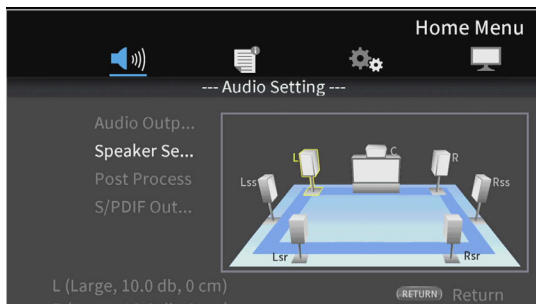 Home Menu
--- Audio Setting ---
Audio Outp...
Speaker Se...
Post Process
S/PDIF Out...
L
C
R
Lss
Rss
Lsr
Rsr
L (Large, 10.0 db, 0 cm)
RETURN Return